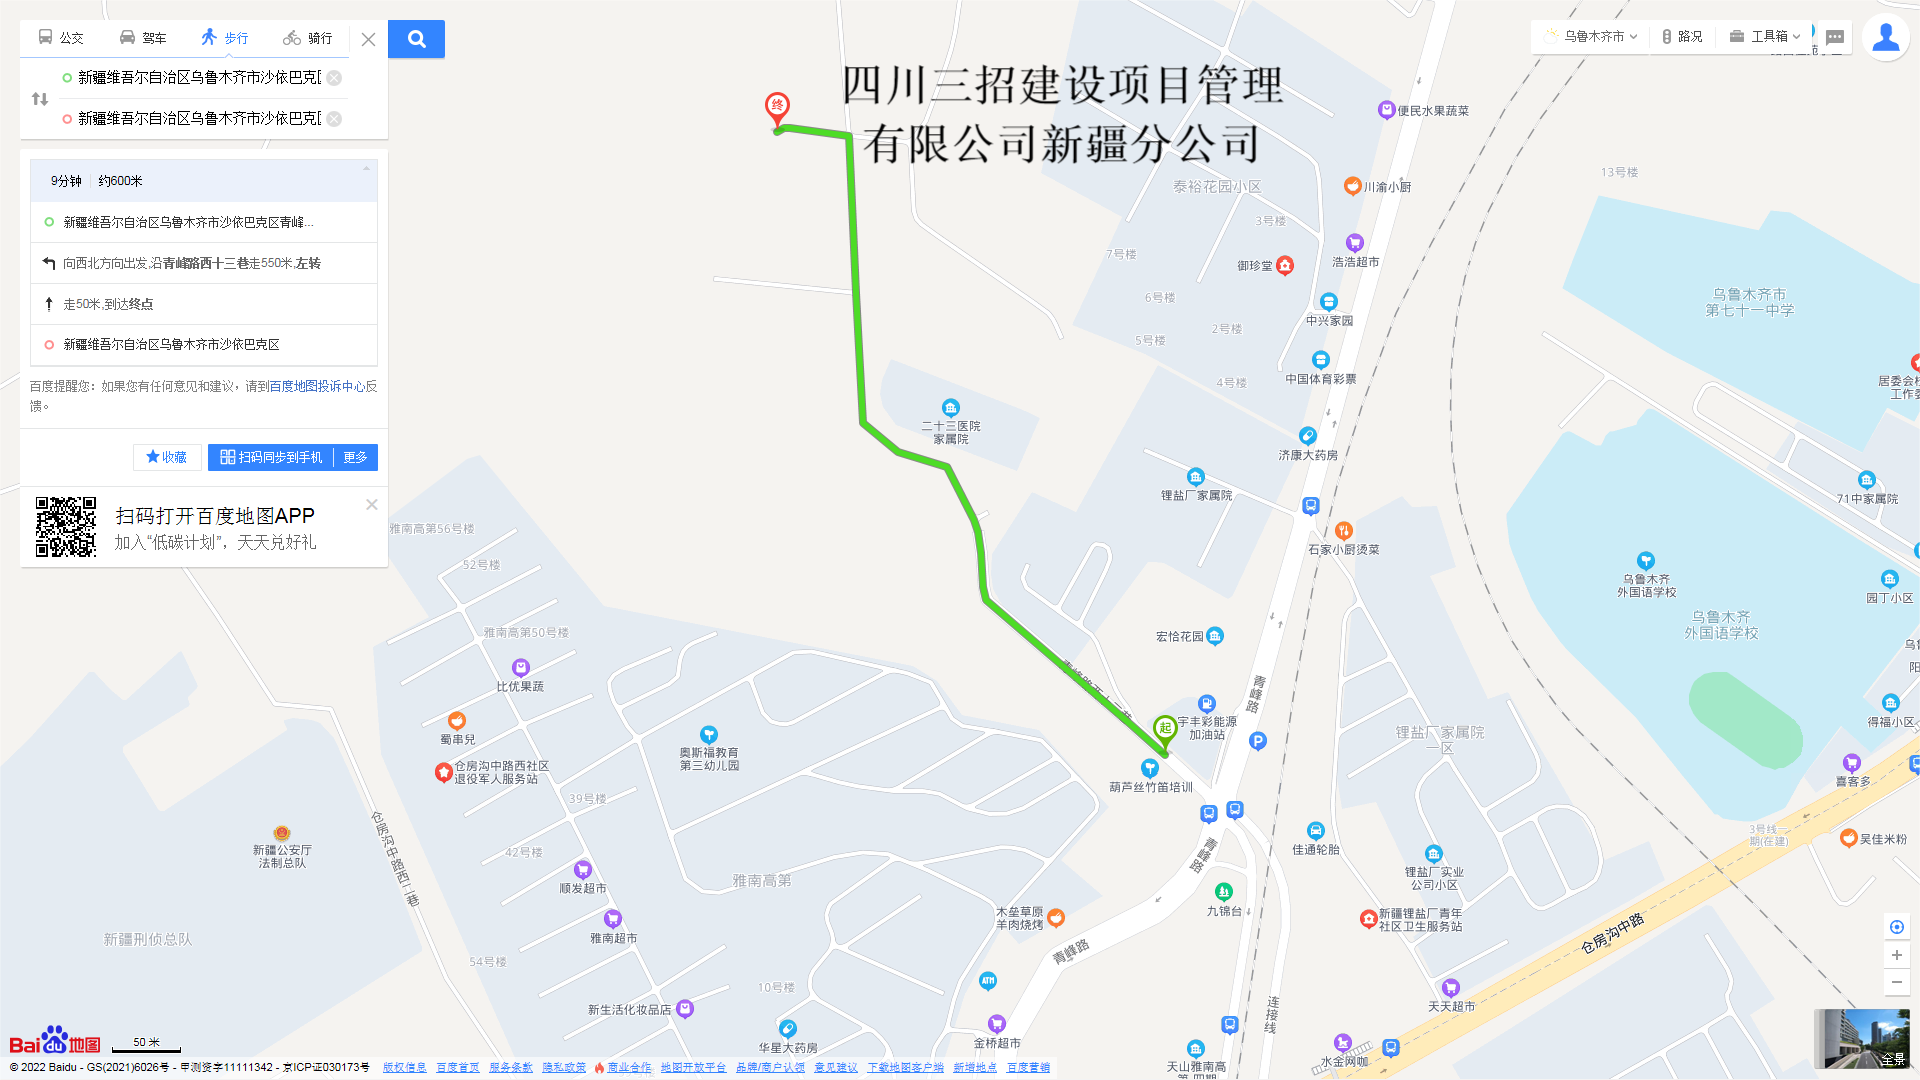 公交
驾车
步行
骑行
新疆维吾尔自治区乌鲁木齐市沙依巴克区
新疆维吾尔自治区乌鲁木齐市沙依巴克区
9分钟 约600米
新疆维吾尔自治区乌鲁木齐市沙依巴克区青峰...
向西北方向出发,沿青峰路西十三巷走550米,左转
走50米,到达终点
新疆维吾尔自治区乌鲁木齐市沙依巴克区
百度提醒您：如果您有任何意见和建议，请到百度地图投诉中心反
馈。
收藏
扫码同步到手机
更多
扫码打开百度地图APP
加入“低碳计划”，天天兑好礼
乌鲁木齐市
路况
工具箱
四川三招建设项目管理
有限公司新疆分公司
终
便民水果蔬菜
泰裕花园小区
川渝小厨
13号楼
3号楼
7号楼
御珍堂
浩浩超市
6号楼
中兴家园
2号楼
5号楼
乌鲁木齐市
第七十一中学
中国体育彩票
4号楼
居委会
工作委
二十三医院
家属院
济康大药房
锂盐厂家属院
71中家属院
石家小厨烫菜
雅南高第56号楼
52号楼
乌鲁木齐
外国语学校
园丁小区
乌鲁木齐
外国语学校
雅南高第50号楼
宏怡花园
比优果蔬
青峰路西十三巷
青峰路
起
宇丰彩能源
加油站
P
得福小区
蜀串兒
奥斯福教育
第三幼儿园
锂盐厂家属院
一区
仓房沟中路西社区
退役军人服务站
葫芦丝竹笛培训
喜客多
39号楼
仓房沟中路西二巷
新疆公安厅
法制总队
42号楼
青峰路
佳通轮胎
3号线一
期(在建)
吴佳米粉
顺发超市
雅南高第
锂盐厂实业
公司小区
九锦台
木垒草原
羊肉烧烤
新疆锂盐厂青年
社区卫生服务站
新疆刑侦总队
雅南超市
仓房沟中路
青峰路
54号楼
ATM
10号楼
天天超市
新生活化妆品店
连接线
华星大药房
金桥超市
水金网咖
天山雅南高
第四期
全景
Bai du 地图
50 米
© 2022 Baidu - GS(2021)6026号 - 甲测资字11111342 - 京ICP证030173号
版权信息 百度首页 服务条款 隐私政策 商业合作 地图开放平台 品牌/商户认领 意见建议 下载地图客户端 新增地点 百度营销